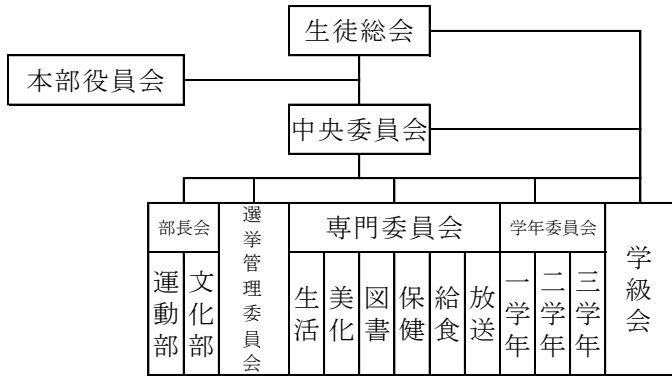 生徒総会
本部役員会
中央委員会
部長会
選挙管理委員会
専門委員会
学年委員会
学級会
運動部
文化部
生活
美化
図書
保健
給食
放送
一学年
二学年
三学年